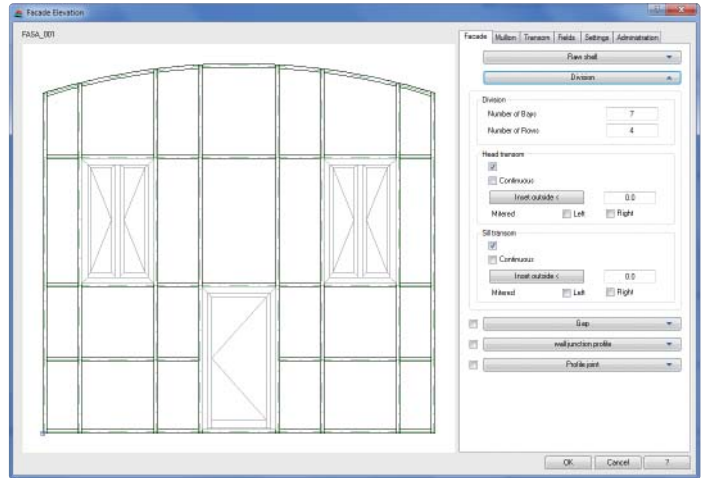 Facade Elevation
FASA_001
Facade Mullion Transom Fields Settings Administration
Raw shell
Division
Division
Number of Bays 7
Number of Rows 4
Head transom
Continuous
Inset outside < 0.0
Mitered Left Right
Sill transom
Continuous
Inset outside < 0.0
Mitered Left Right
Gap
wall junction profile
Profile joint
OK Cancel ?